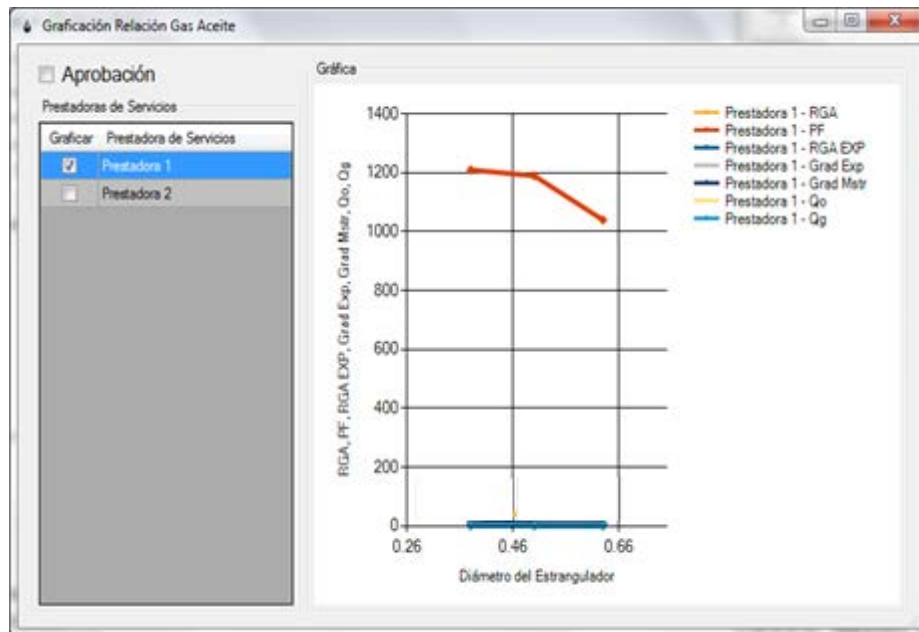 Graficación Relación Gas Aceite
Aprobación
Prestadoras de Servicios
Graficar Prestadora de Servicios
Prestadora 1
Prestadora 2
Gráfica
RGA, PF, RGA EXP, Grad Exp, Grad Mstr, Qo, Qg
1400
1200
1000
800
600
400
200
0
0.26 0.46 0.66
Diámetro del Estrangulador
Prestadora 1 - RGA
Prestadora 1 - PF
Prestadora 1 - RGA EXP
Prestadora 1 - Grad Exp
Prestadora 1 - Grad Mstr
Prestadora 1 - Qo
Prestadora 1 - Qg